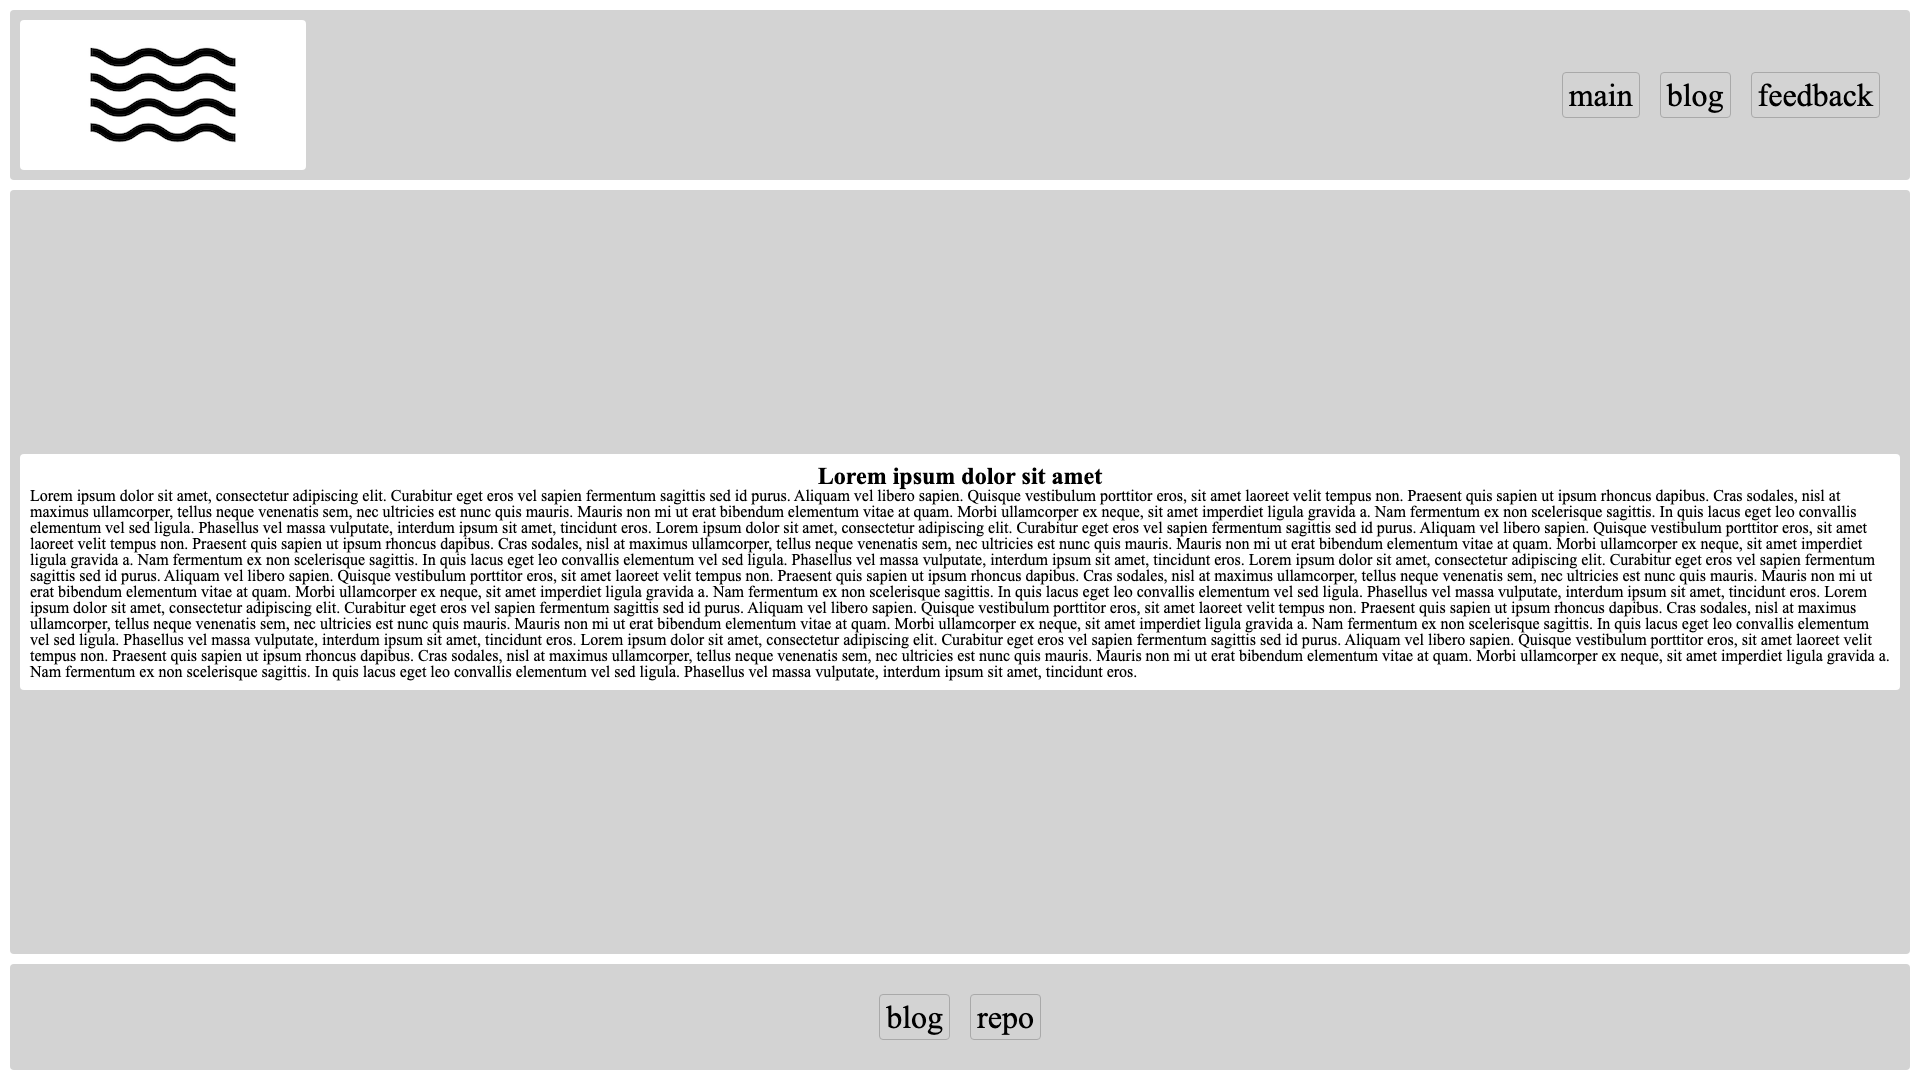 main
blog
feedback
Lorem ipsum dolor sit amet
Lorem ipsum dolor sit amet, consectetur adipiscing elit. Curabitur eget eros vel sapien fermentum sagittis sed id purus. Aliquam vel libero sapien. Quisque vestibulum porttitor eros, sit amet laoreet velit tempus non. Praesent quis sapien ut ipsum rhoncus dapibus. Cras sodales, nisl at
maximus ullamcorper, tellus neque venenatis sem, nec ultricies est nunc quis mauris. Mauris non mi ut erat bibendum elementum vitae at quam. Morbi ullamcorper ex neque, sit amet imperdiet ligula gravida a. Nam fermentum ex non scelerisque sagittis. In quis lacus eget leo convallis
elementum vel sed ligula. Phasellus vel massa vulputate, interdum ipsum sit amet, tincidunt eros. Lorem ipsum dolor sit amet, consectetur adipiscing elit. Curabitur eget eros vel sapien fermentum sagittis sed id purus. Aliquam vel libero sapien. Quisque vestibulum porttitor eros, sit amet
laoreet velit tempus non. Praesent quis sapien ut ipsum rhoncus dapibus. Cras sodales, nisl at maximus ullamcorper, tellus neque venenatis sem, nec ultricies est nunc quis mauris. Mauris non mi ut erat bibendum elementum vitae at quam. Morbi ullamcorper ex neque, sit amet imperdiet
ligula gravida a. Nam fermentum ex non scelerisque sagittis. In quis lacus eget leo convallis elementum vel sed ligula. Phasellus vel massa vulputate, interdum ipsum sit amet, tincidunt eros. Lorem ipsum dolor sit amet, consectetur adipiscing elit. Curabitur eget eros vel sapien fermentum
sagittis sed id purus. Aliquam vel libero sapien. Quisque vestibulum porttitor eros, sit amet laoreet velit tempus non. Praesent quis sapien ut ipsum rhoncus dapibus. Cras sodales, nisl at maximus ullamcorper, tellus neque venenatis sem, nec ultricies est nunc quis mauris. Mauris non mi ut
erat bibendum elementum vitae at quam. Morbi ullamcorper ex neque, sit amet imperdiet ligula gravida a. Nam fermentum ex non scelerisque sagittis. In quis lacus eget leo convallis elementum vel sed ligula. Phasellus vel massa vulputate, interdum ipsum sit amet, tincidunt eros. Lorem
ipsum dolor sit amet, consectetur adipiscing elit. Curabitur eget eros vel sapien fermentum sagittis sed id purus. Aliquam vel libero sapien. Quisque vestibulum porttitor eros, sit amet laoreet velit tempus non. Praesent quis sapien ut ipsum rhoncus dapibus. Cras sodales, nisl at maximus
ullamcorper, tellus neque venenatis sem, nec ultricies est nunc quis mauris. Mauris non mi ut erat bibendum elementum vitae at quam. Morbi ullamcorper ex neque, sit amet imperdiet ligula gravida a. Nam fermentum ex non scelerisque sagittis. In quis lacus eget leo convallis elementum
vel sed ligula. Phasellus vel massa vulputate, interdum ipsum sit amet, tincidunt eros. Lorem ipsum dolor sit amet, consectetur adipiscing elit. Curabitur eget eros vel sapien fermentum sagittis sed id purus. Aliquam vel libero sapien. Quisque vestibulum porttitor eros, sit amet laoreet velit
tempus non. Praesent quis sapien ut ipsum rhoncus dapibus. Cras sodales, nisl at maximus ullamcorper, tellus neque venenatis sem, nec ultricies est nunc quis mauris. Mauris non mi ut erat bibendum elementum vitae at quam. Morbi ullamcorper ex neque, sit amet imperdiet ligula gravida a.
Nam fermentum ex non scelerisque sagittis. In quis lacus eget leo convallis elementum vel sed ligula. Phasellus vel massa vulputate, interdum ipsum sit amet, tincidunt eros.
blog
repo